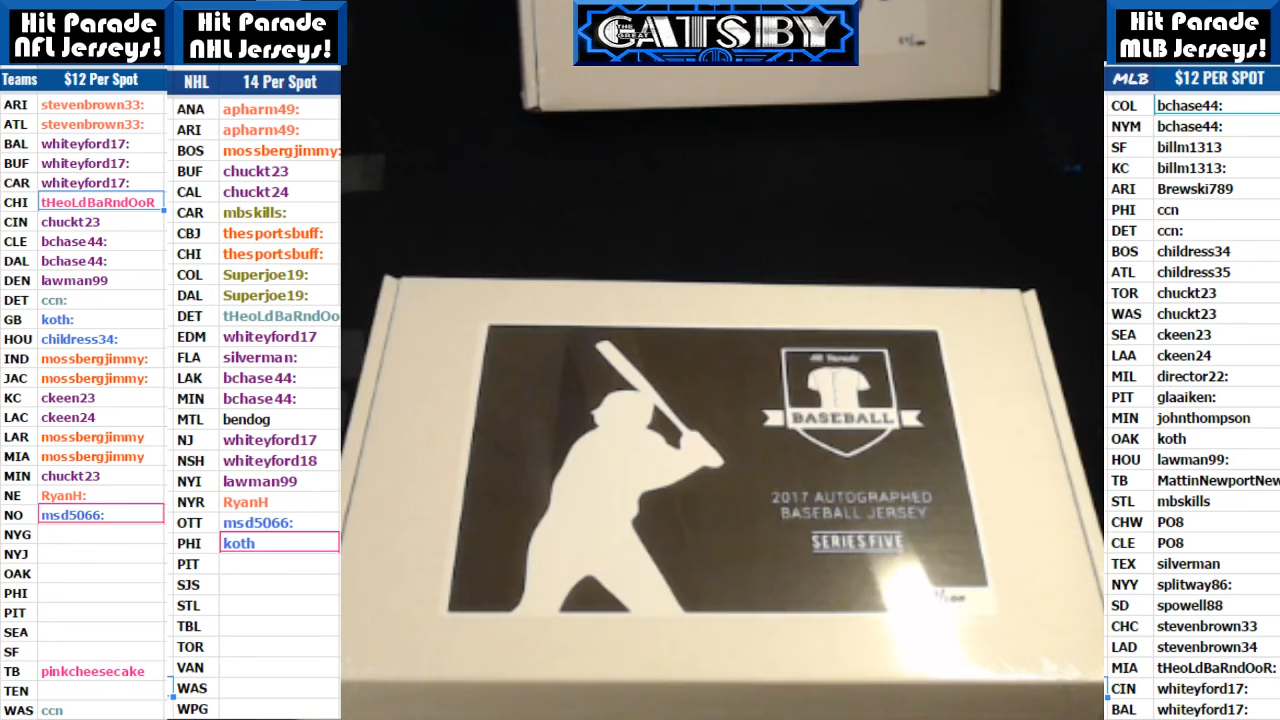 Hit Parade
NFL Jerseys!
Teams $12 Per Spot
ARI stevenbrown33:
ATL stevenbrown33:
BAL whiteyford17:
BUF whiteyford17:
CAR whiteyford17:
CHI tHeoLdBaRndOoR
CIN chuckt23
CLE bchase44:
DAL bchase44:
DEN lawman99
DET ccn:
GB koth:
HOU childress34:
IND mossbergjimmy:
JAC mossbergjimmy:
KC ckeen23
LAC ckeen24
LAR mossbergjimmy
MIA mossbergjimmy
MIN chuckt23
NE RyanH:
NO msd5066:
NYG
NYJ
OAK
PHI
PIT
SEA
SF
TB pinkcheesecake
TEN
WAS ccn
Hit Parade
NHL Jerseys!
NHL 14 Per Spot
ANA apharm49:
ARI apharm49:
BOS mossbergjimmy:
BUF chuckt23
CAL chuckt24
CAR mbskills:
CBJ thesportsbuff:
CHI thesportsbuff:
COL Superjoe19:
DAL Superjoe19:
DET tHeoLdBaRndOo
EDM whiteyford17
FLA silverman:
LAK bchase44:
MIN bchase44:
MTL bendog
NJ whiteyford17
NSH whiteyford18
NYI lawman99
NYR RyanH
OTT msd5066:
PHI koth
PIT
SJS
STL
TBL
TOR
VAN
WAS
WPG
THE GREAT
GATSBY
Hit Parade
BASEBALL
2017 AUTOGRAPHED
BASEBALL JERSEY
SERIES FIVE
Hit Parade
MLB Jerseys!
MLB $12 PER SPOT
COL bchase44:
NYM bchase44:
SF billm1313
KC billm1313:
ARI Brewski789
PHI ccn
DET ccn:
BOS childress34
ATL childress35
TOR chuckt23
WAS chuckt23
SEA ckeen23
LAA ckeen24
MIL director22:
PIT glaaiken:
MIN johnthompson
OAK koth
HOU lawman99:
TB MattinNewportNew
STL mbskills
CHW PO8
CLE PO8
TEX silverman
NYY splitway86:
SD spowell88
CHC stevenbrown33
LAD stevenbrown34
MIA tHeoLdBaRndOoR:
CIN whiteyford17:
BAL whiteyford17: